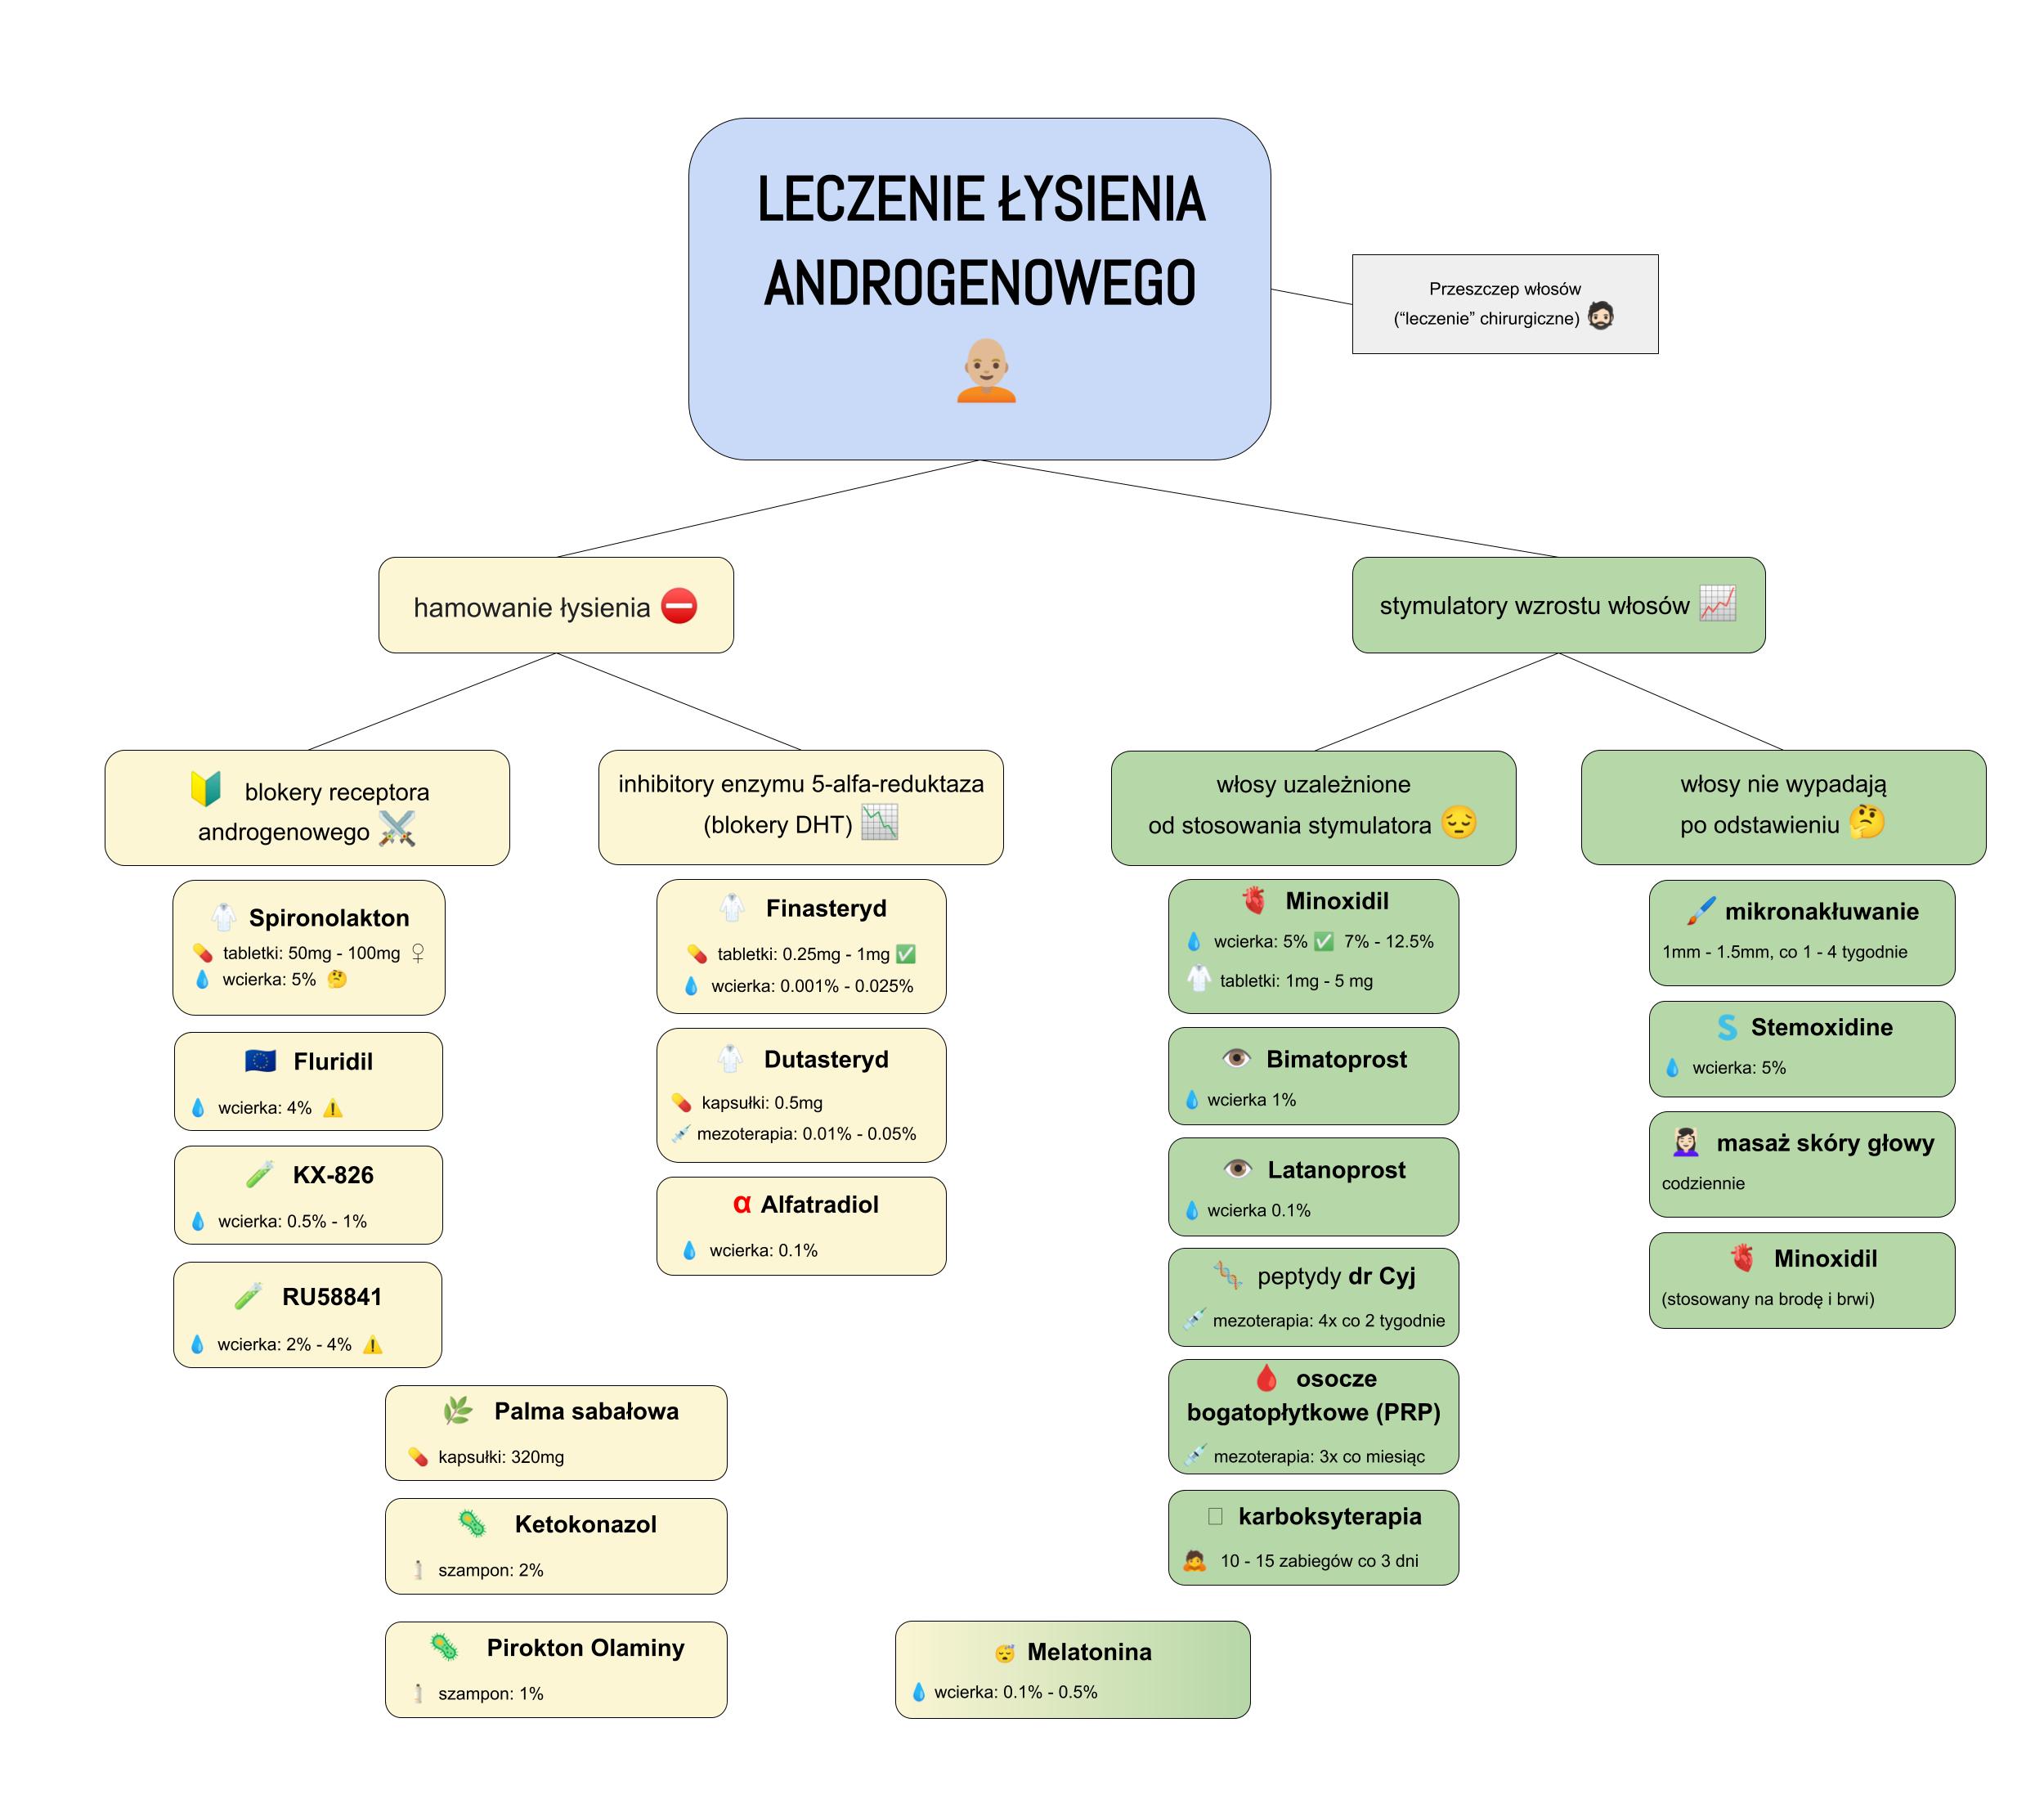 LECZENIE ŁYSIENIA
ANDROGENOWEGO
Przeszczep włosów
(“leczenie” chirurgiczne)
hamowanie łysienia
stymulatory wzrostu włosów
blokery receptora
androgenowego
inhibitory enzymu 5-alfa-reduktaza
(blokery DHT)
włosy uzależnione
od stosowania stymulatora
włosy nie wypadają
po odstawieniu
Spironolakton
tabletki: 50mg - 100mg ♀
wcierka: 5%
Fluridil
wcierka: 4%
KX-826
wcierka: 0.5% - 1%
RU58841
wcierka: 2% - 4%
Finasteryd
tabletki: 0.25mg - 1mg
wcierka: 0.001% - 0.025%
Dutasteryd
kapsułki: 0.5mg
mezoterapia: 0.01% - 0.05%
α Alfatradiol
wcierka: 0.1%
Palma sabałowa
kapsułki: 320mg
Ketokonazol
szampon: 2%
Pirokton Olaminy
szampon: 1%
Minoxidil
wcierka: 5% ✅ 7% - 12.5%
tabletki: 1mg - 5 mg
Bimatoprost
wcierka 1%
Latanoprost
wcierka 0.1%
peptydy dr Cyj
mezoterapia: 4x co 2 tygodnie
osocze
bogatopłytkowe (PRP)
mezoterapia: 3x co miesiąc
karboksyterapia
10 - 15 zabiegów co 3 dni
mikronakłuwanie
1mm - 1.5mm, co 1 - 4 tygodnie
S Stemoxidine
wcierka: 5%
masaż skóry głowy
codziennie
Minoxidil
(stosowany na brodę i brwi)
Melatonina
wcierka: 0.1% - 0.5%